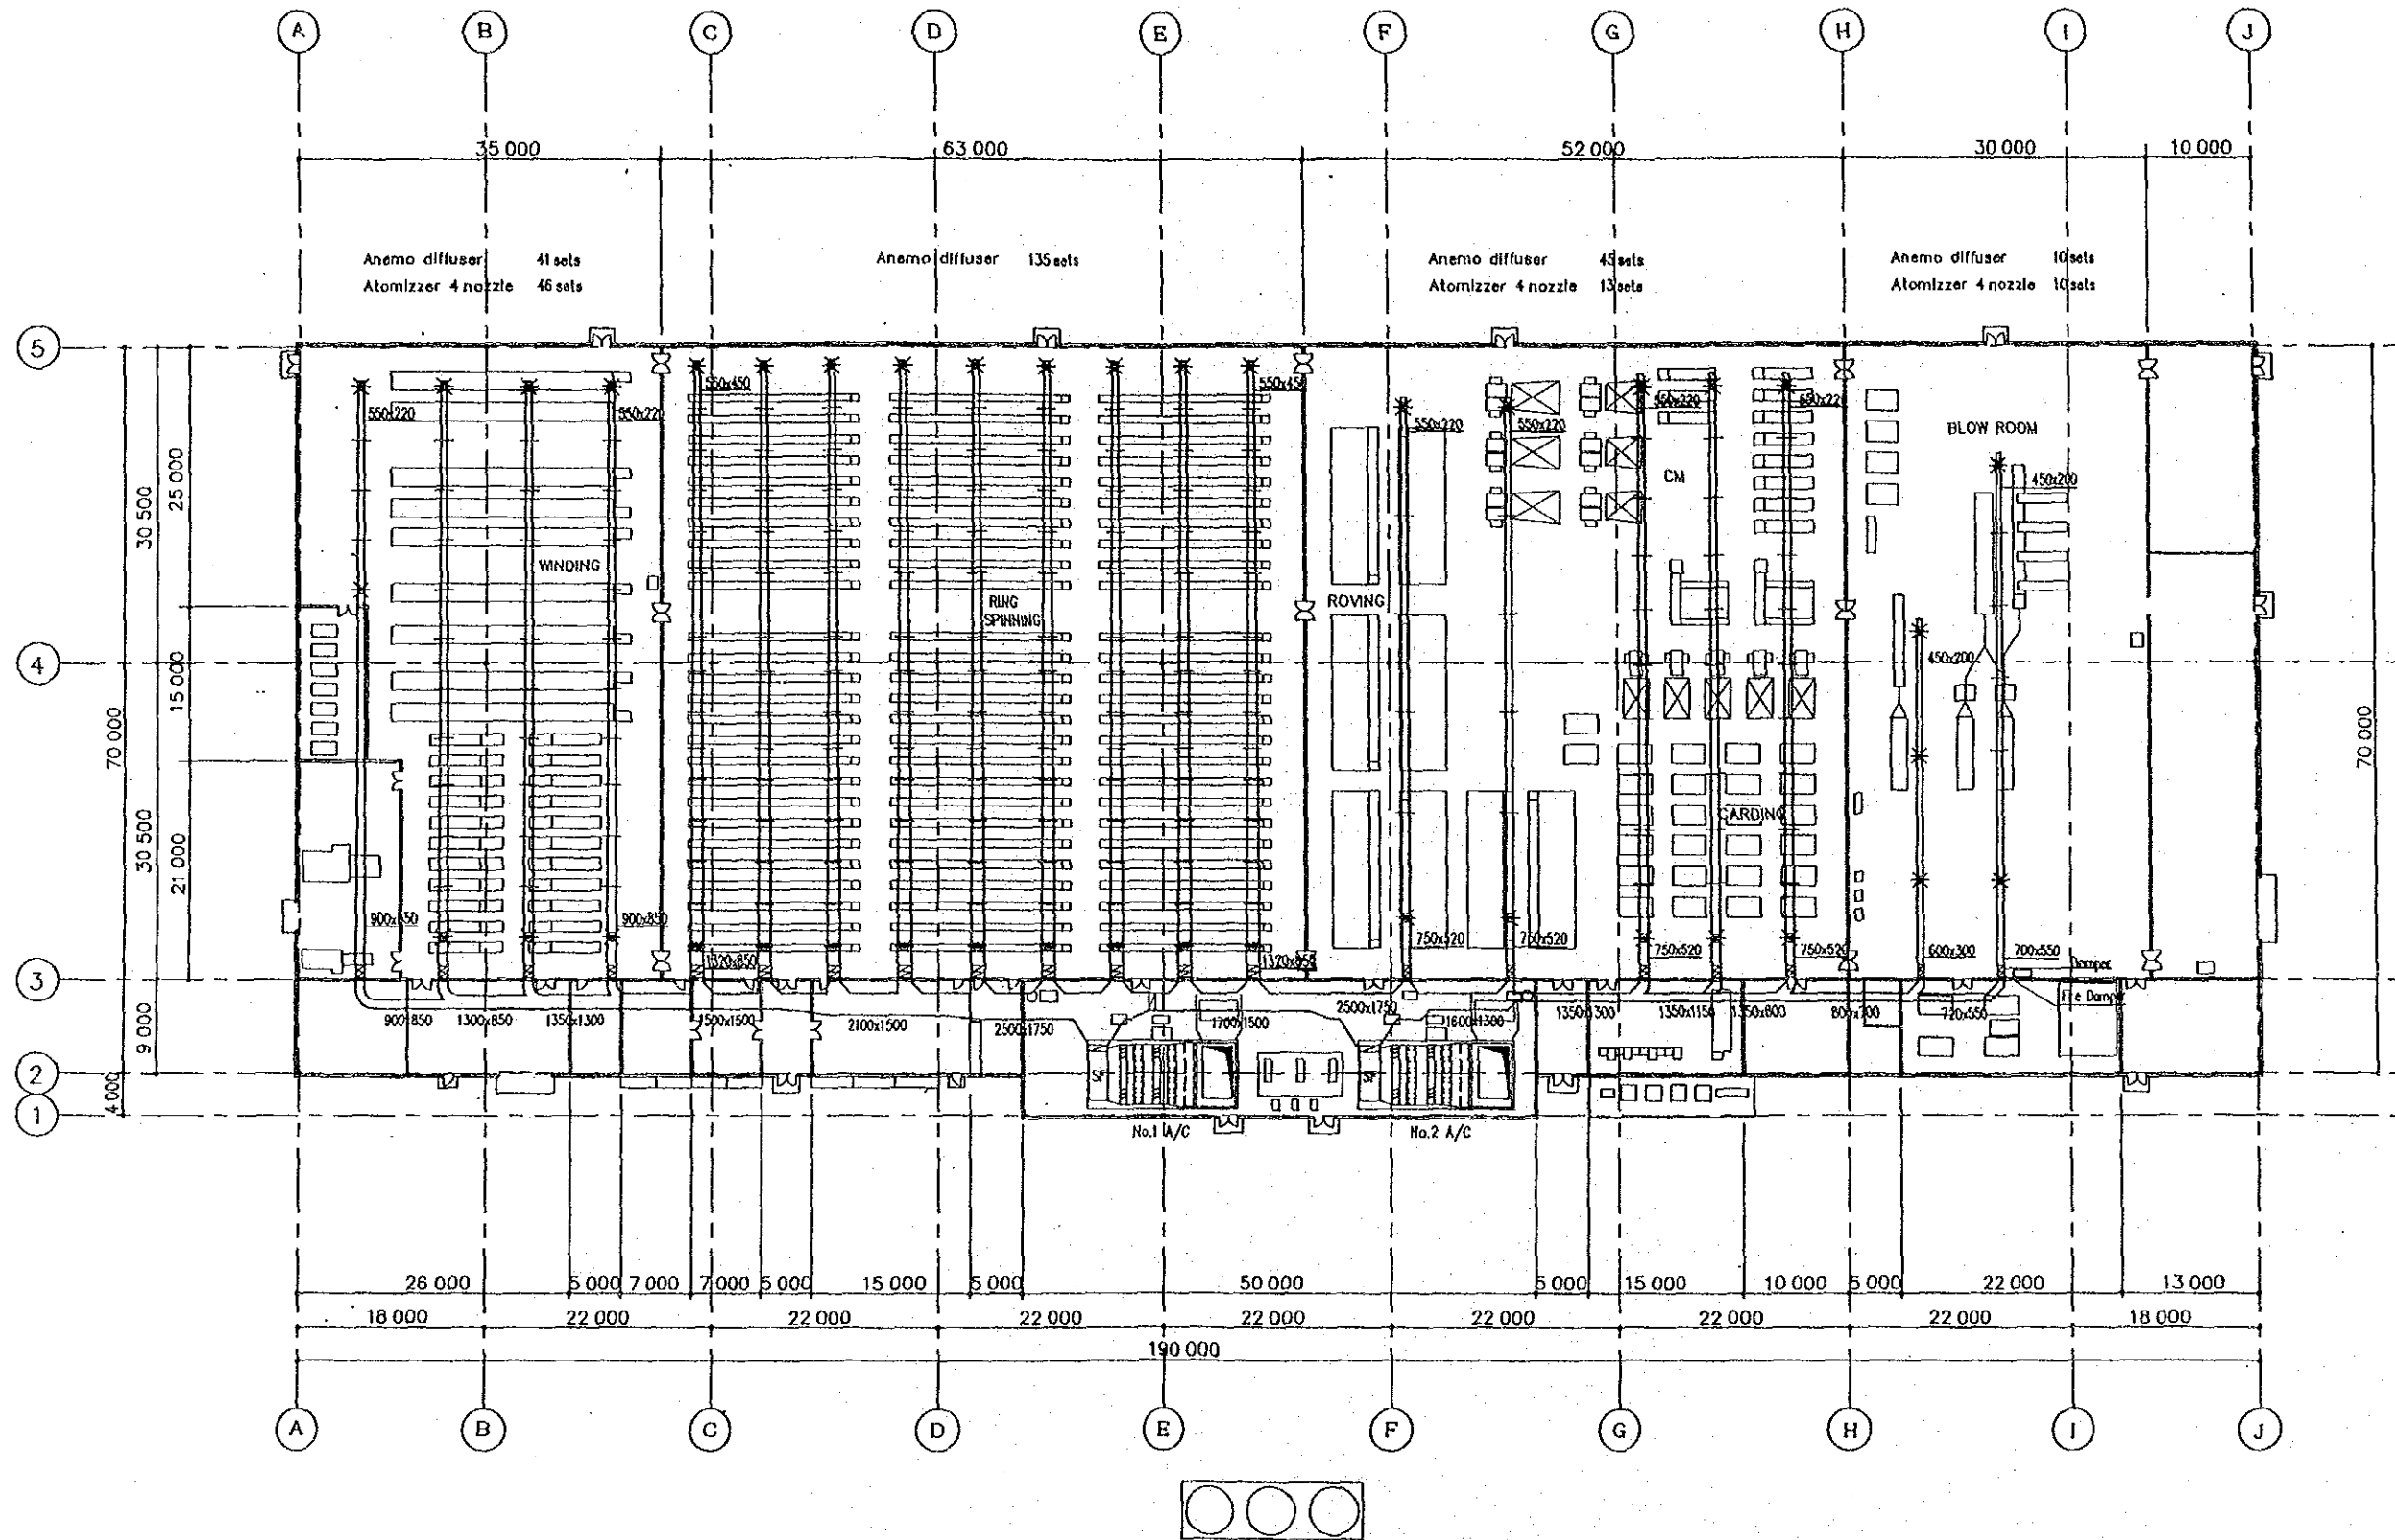 A B C D E F G H I J
35 000 63 000 52 000 30 000 10 000
Anemo diffuser 41 sets
Atomizzer 4 nozzle 46 sets
Anemo diffuser 135 sets
Anemo diffuser 45 sets
Atomizzer 4 nozzle 13 sets
Anemo diffuser 10 sets
Atomizzer 4 nozzle 10 sets
5
550x450 550x450
550x220 550x220 550x220 550x220 550x220 550x220
BLOW ROOM
CM
450x200
30 500
25 000
WINDING
RING
SPINNING
ROVING
4
450x200
15 000
70 000
70 000
CARDING
30 500
21 000
900x850 900x850
750x520 750x520 750x520 750x520 600x300 700x550
1320x850 1320x850
Damper
3
Fire Damper
9 000
900x850 1300x850 1350x1300 1500x1500 2100x1500 2500x1750 1700x1500 2500x1750 1600x1300 1350x1300 1350x1150 1350x800 800x700 720x550
2
SF SF
4 000
1
No.1 A/C No.2 A/C
26 000 5 000 7 000 7 000 5 000 15 000 5 000 50 000 5 000 15 000 10 000 5 000 22 000 13 000
18 000 22 000 22 000 22 000 22 000 22 000 22 000 22 000 18 000
190 000
A B C D E F G H I J